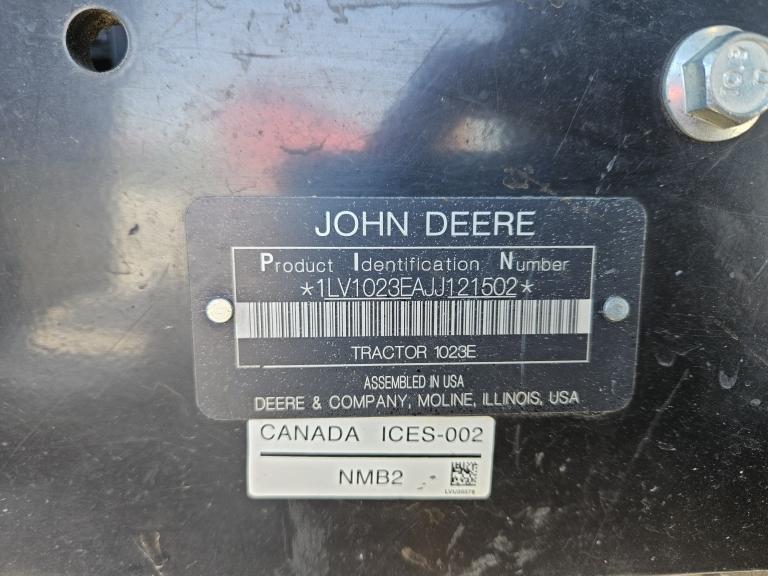 JOHN DEERE
Product Identification Number
*1LV1023EAJJ121502*
TRACTOR 1023E
ASSEMBLED IN USA
DEERE & COMPANY, MOLINE, ILLINOIS, USA
CANADA ICES-002
NMB2